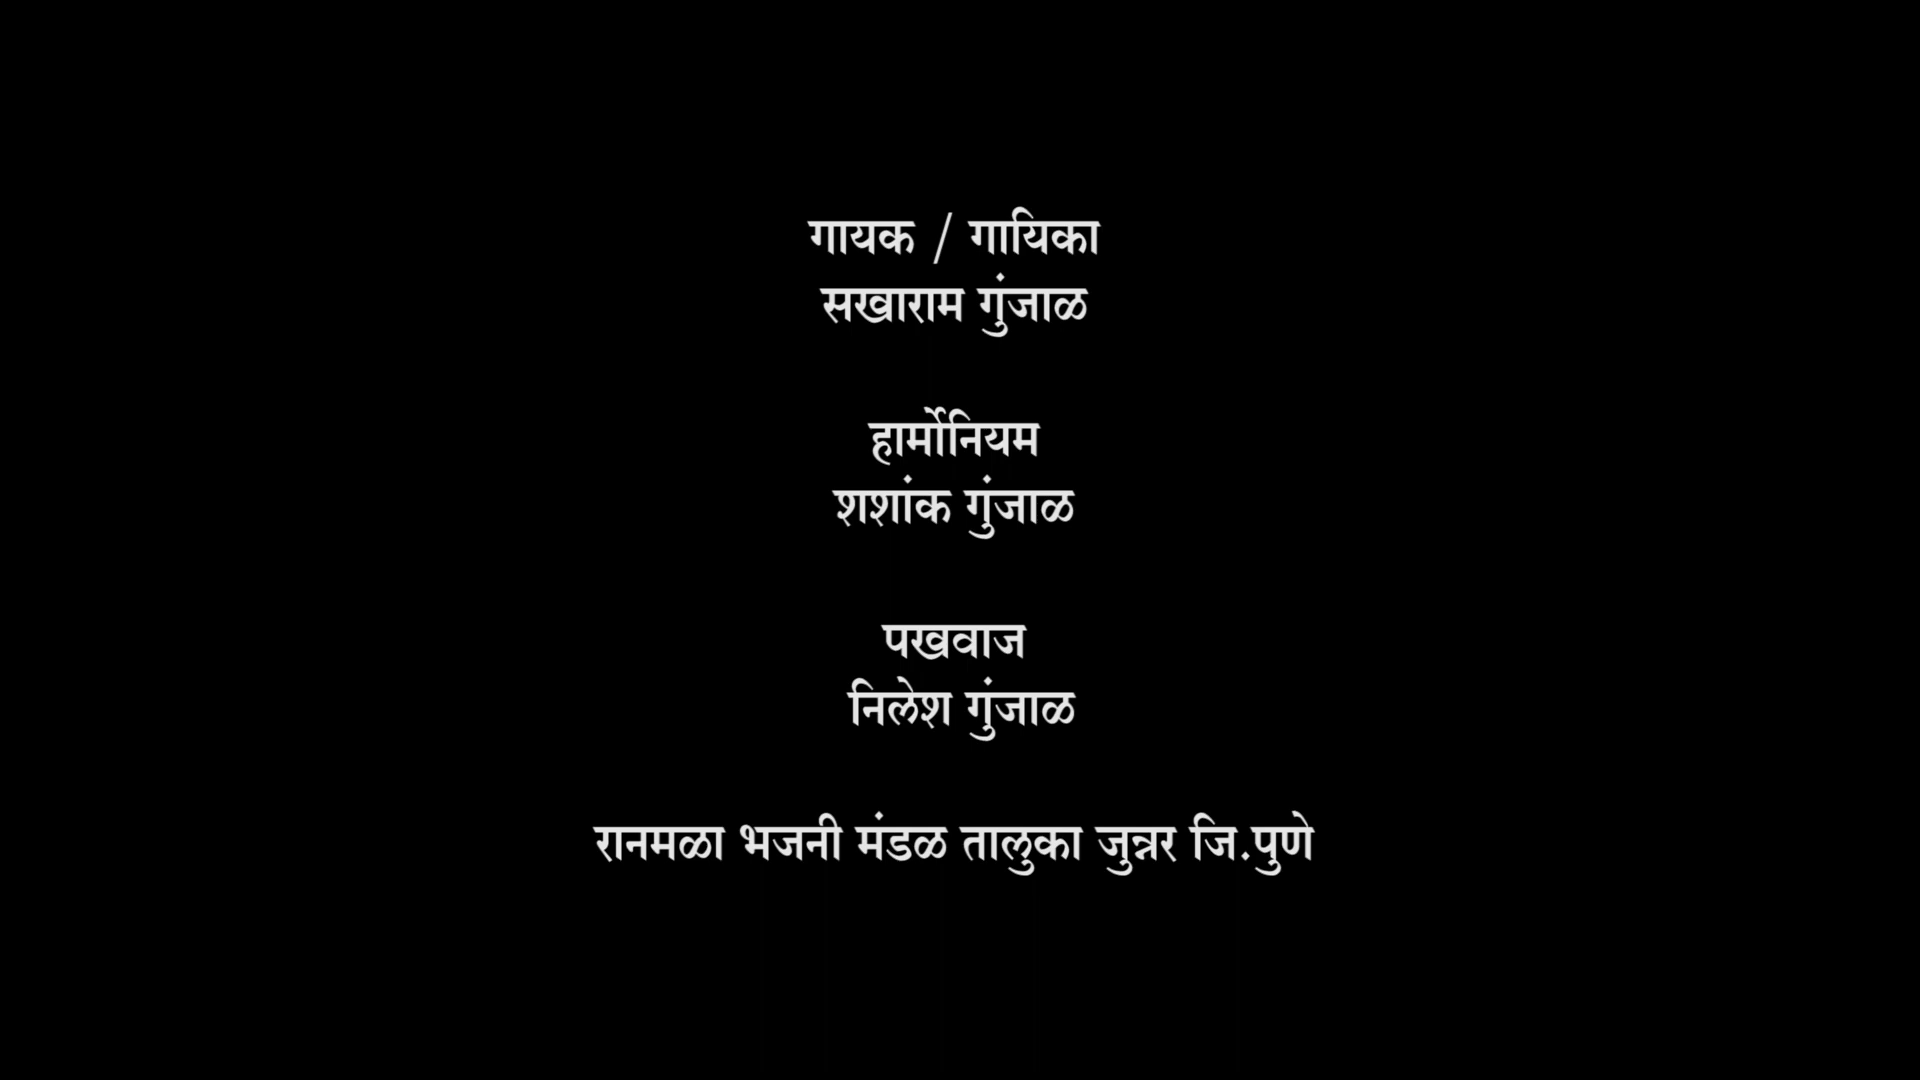 गायक / गायिका
सखाराम गुंजाळ
हार्मोनियम
शशांक गुंजाळ
पखवाज
निलेश गुंजाळ
रानमळा भजनी मंडळ तालुका जुन्नर जि.पुणे